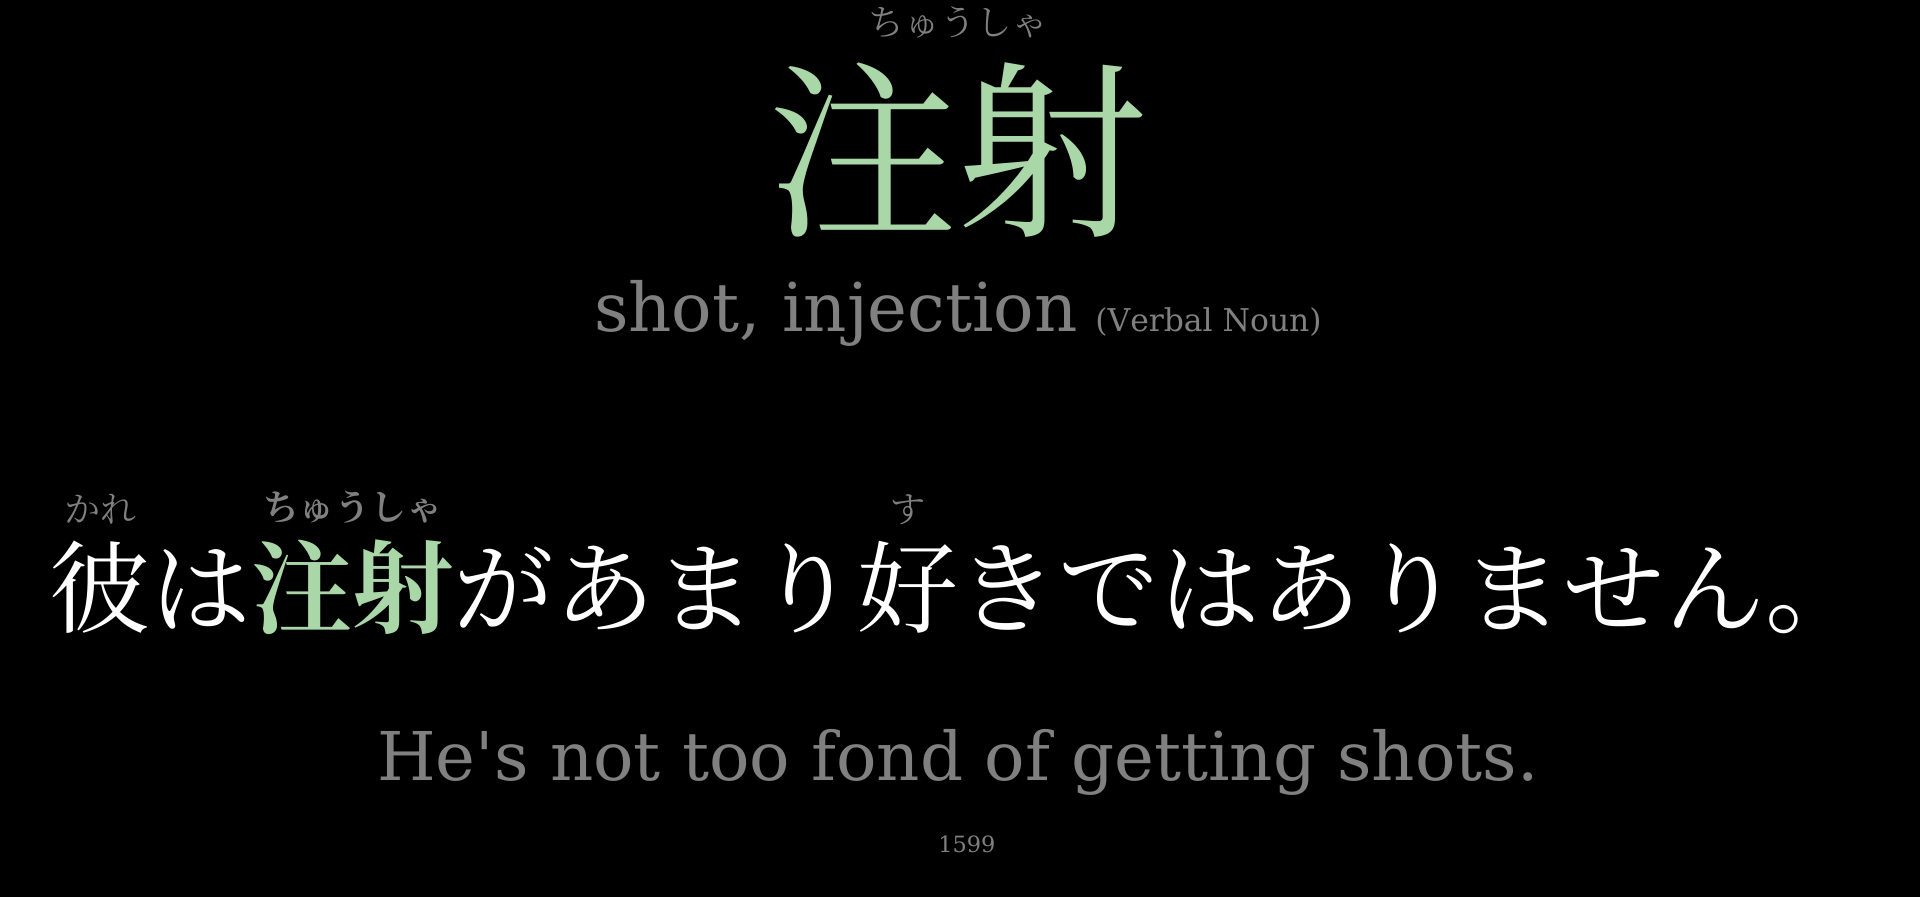 ちゅうしゃ
注射
shot, injection (Verbal Noun)
かれ ちゅうしゃ す
彼は注射があまり好きではありません。
He's not too fond of getting shots.
1599